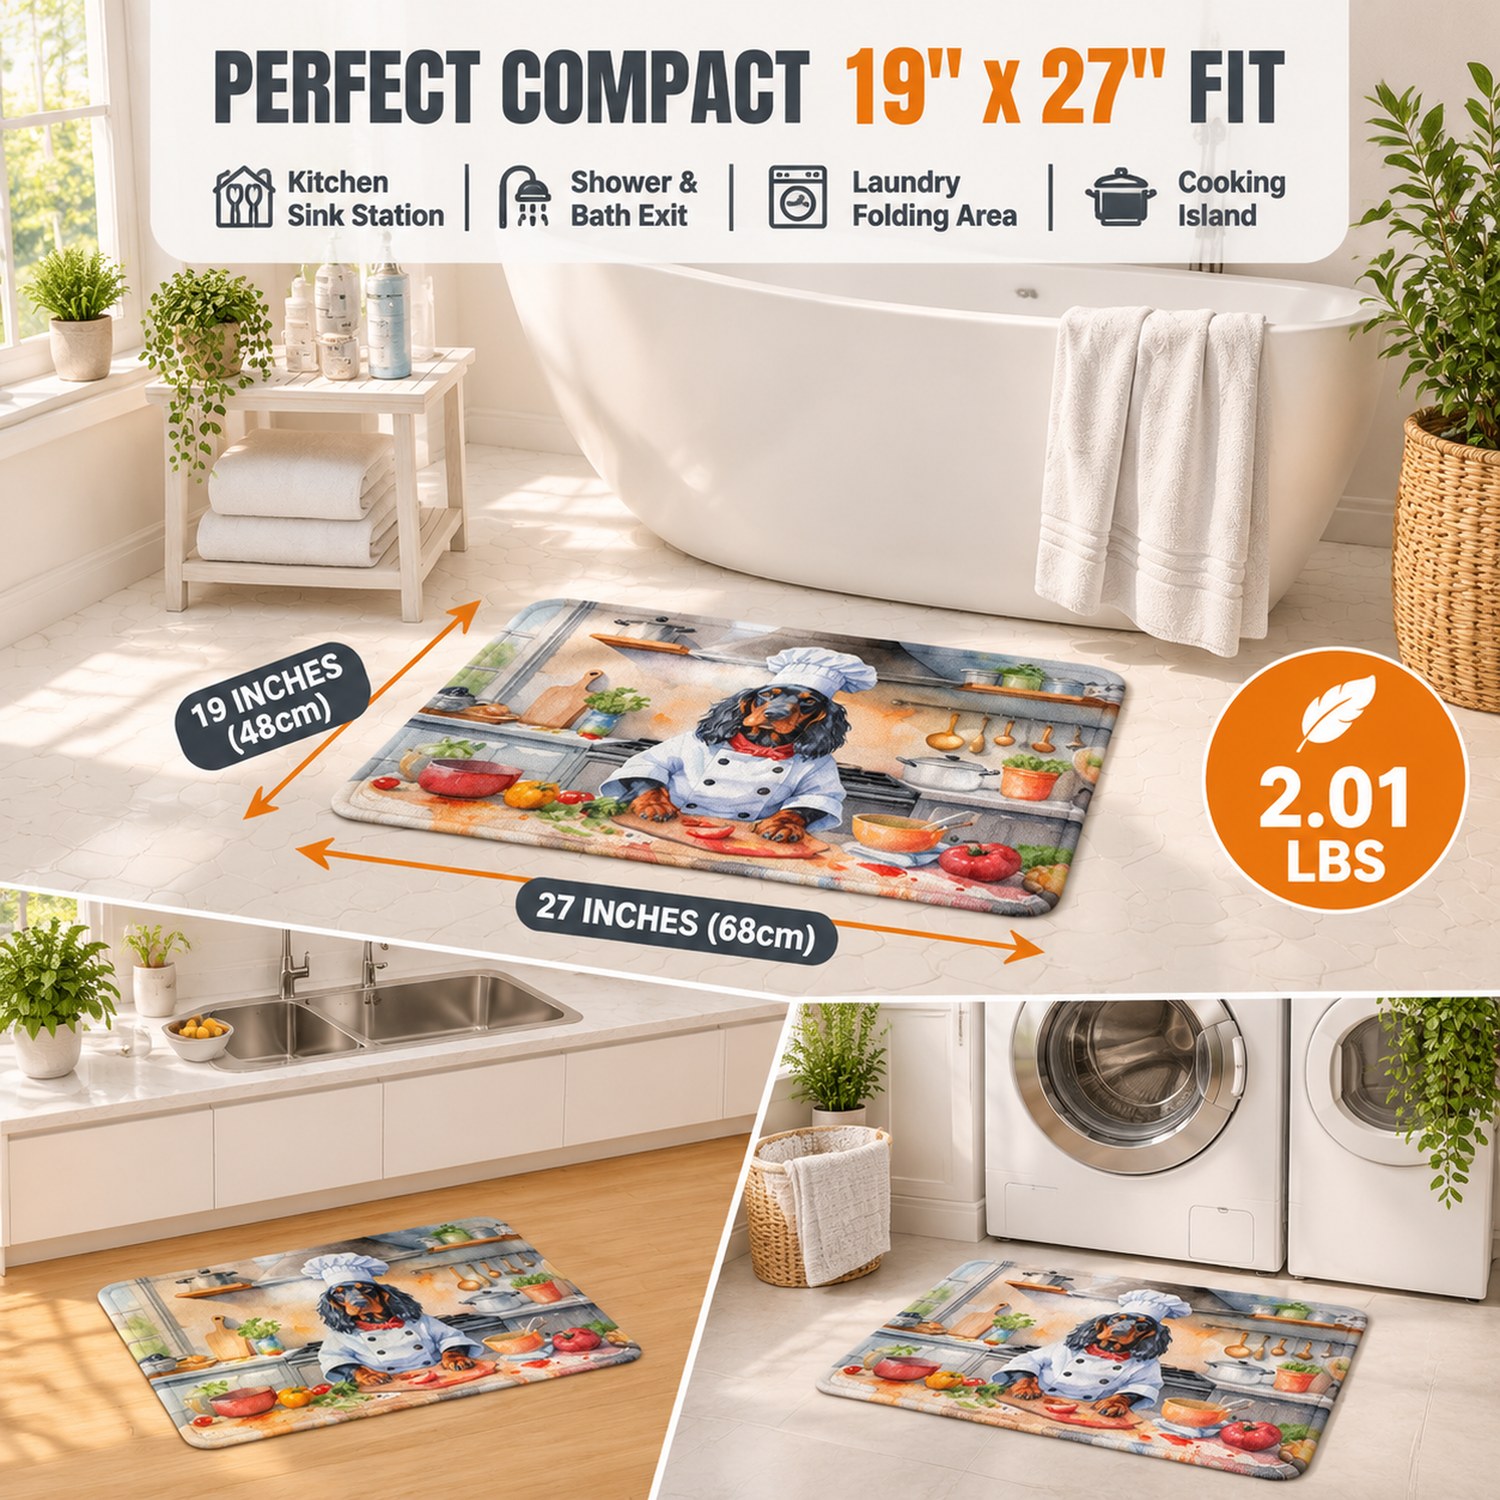 PERFECT COMPACT 19" x 27" FIT
Kitchen
Sink Station
Shower &
Bath Exit
Laundry
Folding Area
Cooking
Island
19 INCHES
(48cm)
27 INCHES (68cm)
2.01
LBS